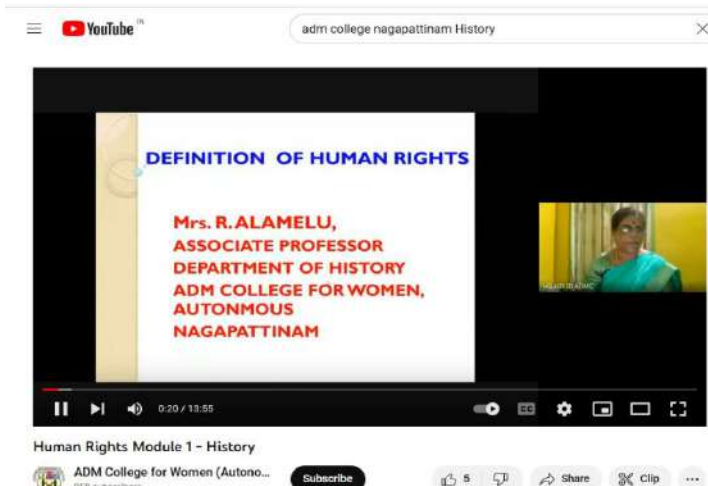 YouTube IN
adm college nagapattinam History
DEFINITION OF HUMAN RIGHTS
Mrs. R. ALAMELU,
ASSOCIATE PROFESSOR
DEPARTMENT OF HISTORY
ADM COLLEGE FOR WOMEN,
AUTONMOUS
NAGAPATTINAM
0:20 / 13:55
CC
Human Rights Module 1 - History
ADM College for Women (Autono...
Subscribe
5
Share
Clip
...